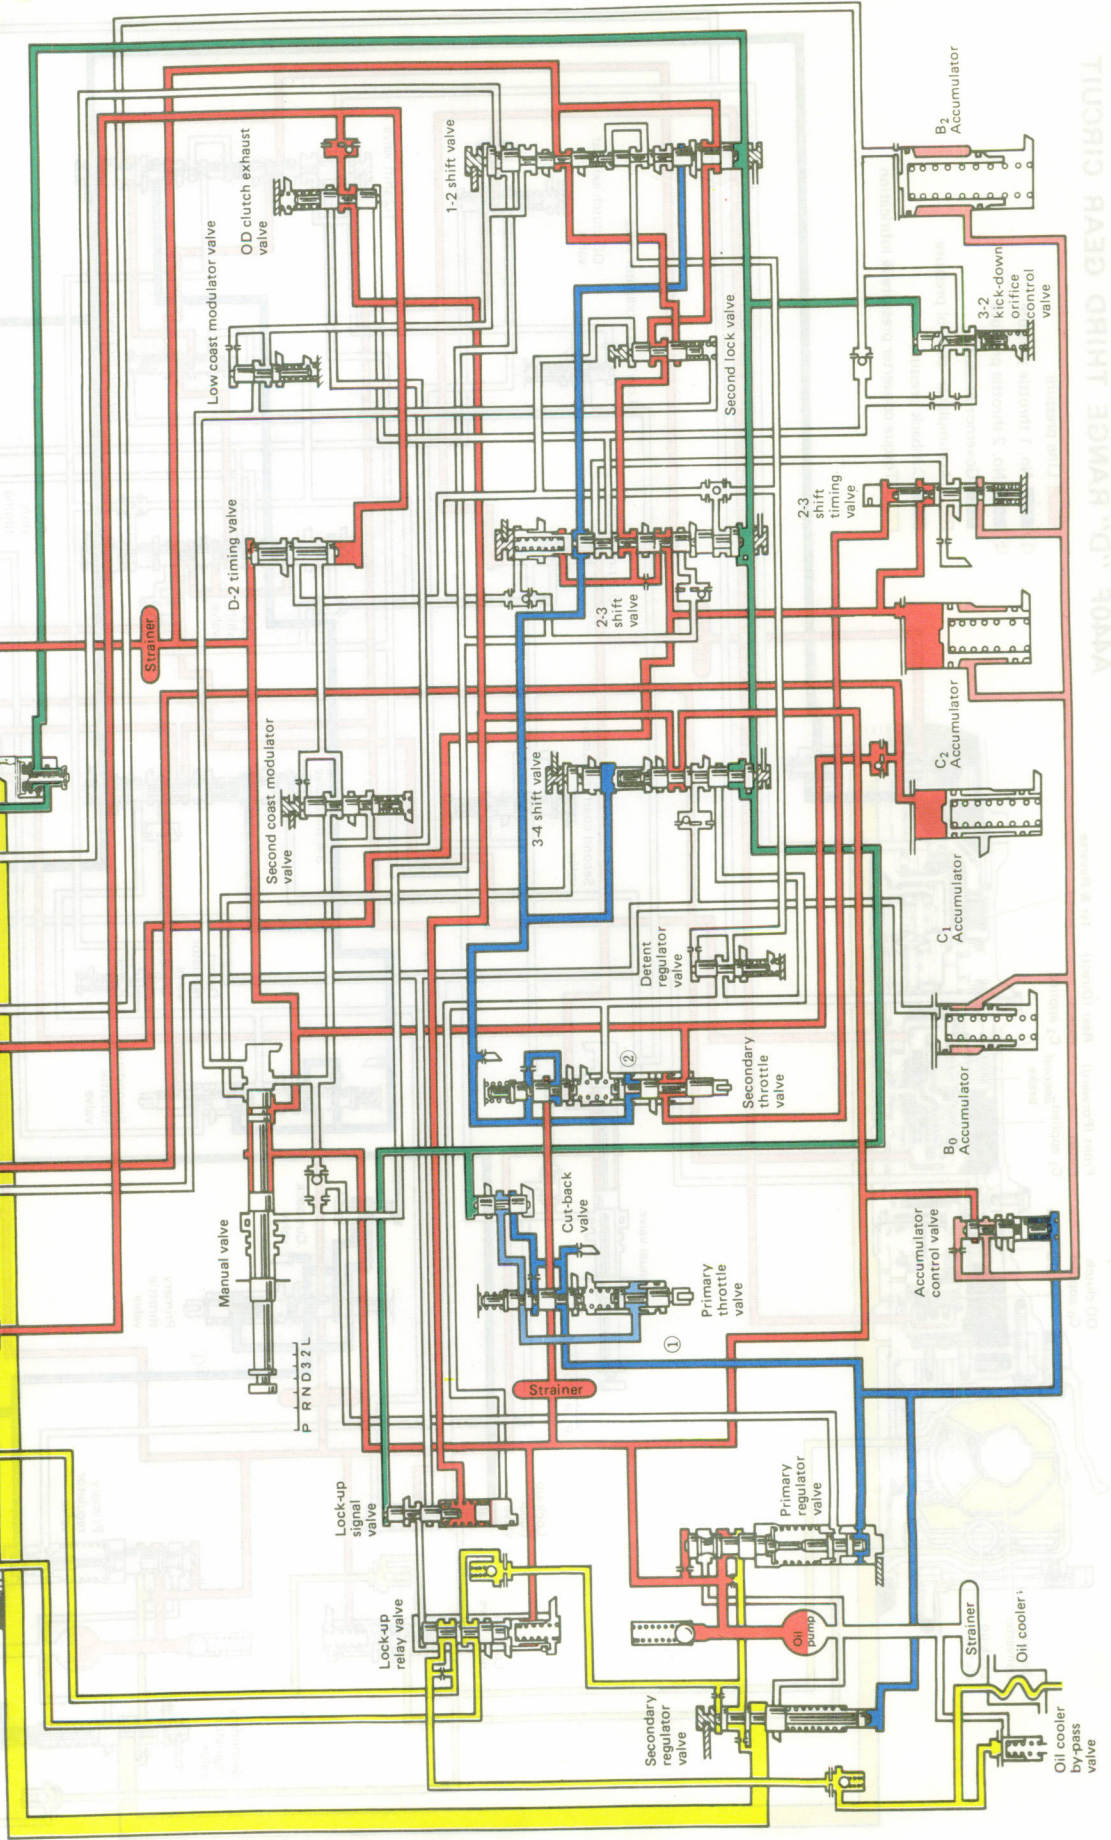 B2
Accumulator
OD clutch exhaust
valve
1-2 shift valve
Low coast modulator valve
3-2
kick-down
orifice
control
valve
Second lock valve
D-2 timing valve
2-3
shift
timing
valve
Strainer
2-3
shift
valve
C2
Accumulator
Second coast modulator
valve
3-4 shift valve
C1
Accumulator
Detent
regulator
valve
②
Secondary
throttle
valve
B0
Accumulator
Manual valve
P R N D 3 2 L
Cut-back
valve
Primary
throttle
valve
①
Accumulator
control valve
Strainer
Lock-up
signal
valve
Primary
regulator
valve
Lock-up
relay valve
Oil
pump
Strainer
Oil cooler
Secondary
regulator
valve
Oil cooler
by-pass
valve
A440F "D" RANGE THIRD GEAR CIRCUIT